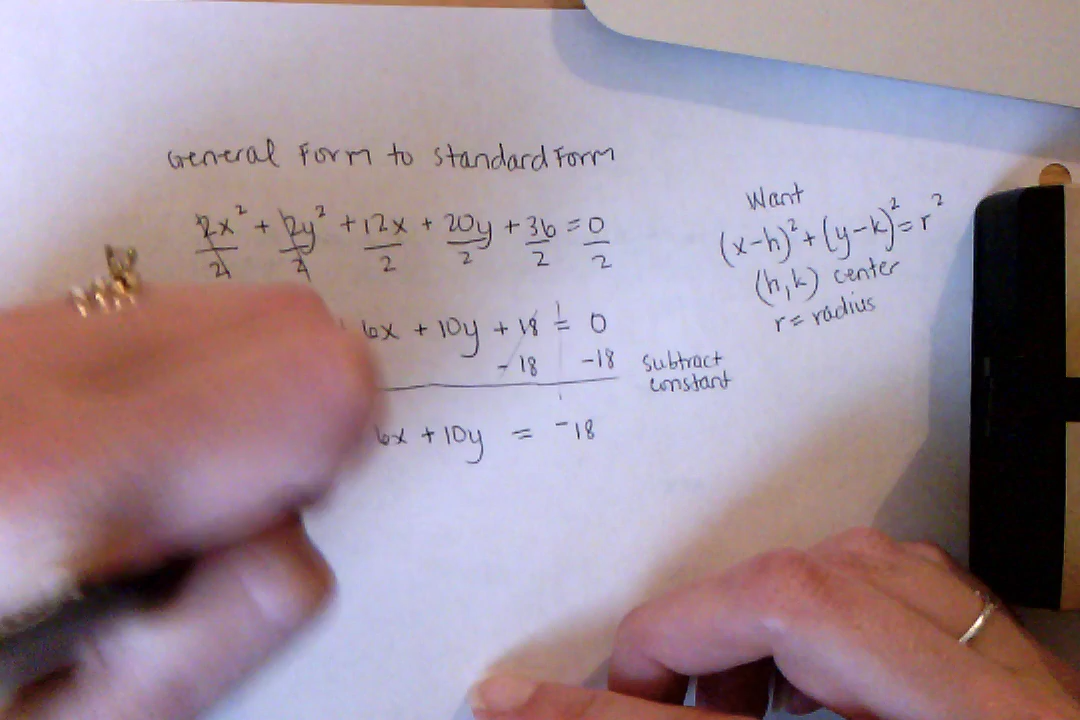 General Form to Standard Form
2x² + 2y² + 12x + 20y + 36 = 0
2 2 2 2 2 2
Want
(x-h)² + (y-k)² = r²
(h,k) center
r = radius
6x + 10y + 18 = 0
-18 -18 subtract
constant
6x + 10y = -18